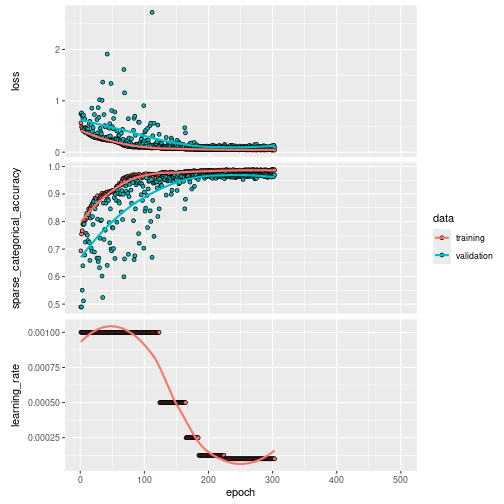 loss
2
1
0
sparse_categorical_accuracy
1.0
0.9
0.8
0.7
0.6
0.5
learning_rate
0.00100
0.00075
0.00050
0.00025
0 100 200 300 400 500
epoch
data
training
validation